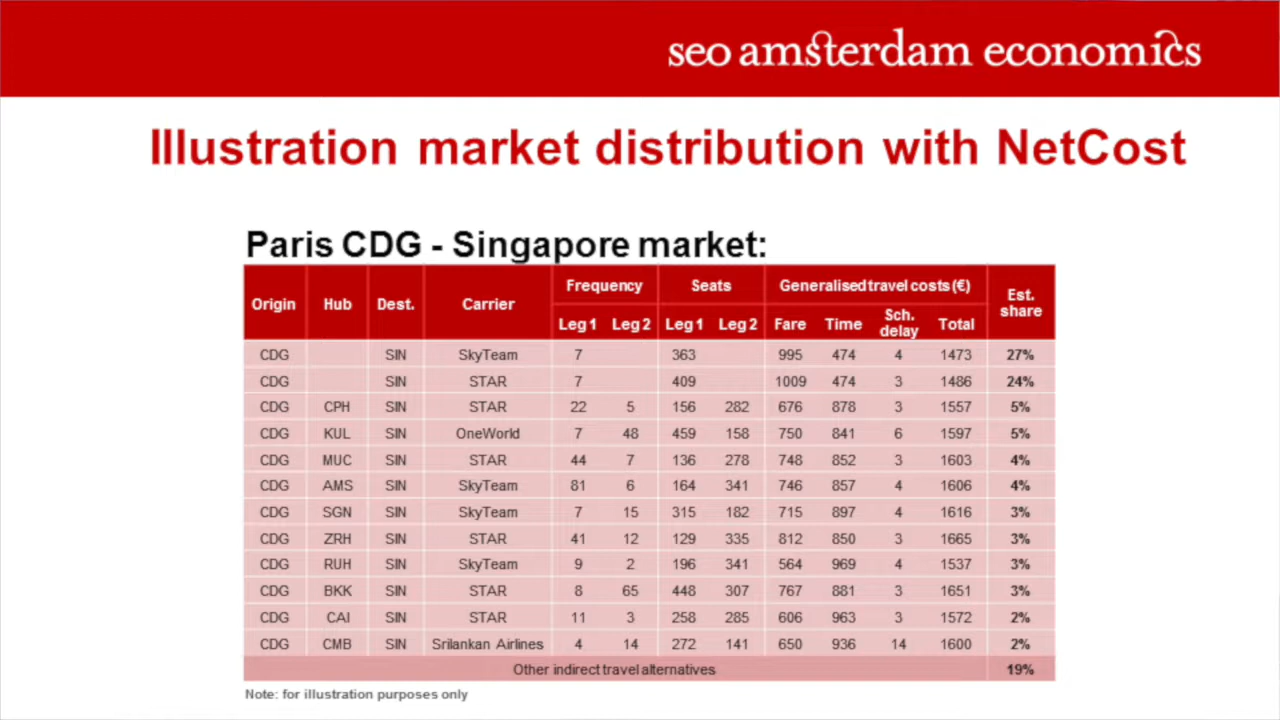 seo amsterdam economics
Illustration market distribution with NetCost
Paris CDG - Singapore market:
Origin Hub Dest. Carrier Frequency Seats Generalised travel costs (€) Est. share
Leg 1 Leg 2 Leg 1 Leg 2 Fare Time Sch. delay Total
CDG SIN SkyTeam 7 363 995 474 4 1473 27%
CDG SIN STAR 7 409 1009 474 3 1486 24%
CDG CPH SIN STAR 22 5 156 282 676 878 3 1557 5%
CDG KUL SIN OneWorld 7 48 459 158 750 841 6 1597 5%
CDG MUC SIN STAR 44 7 136 278 748 852 3 1603 4%
CDG AMS SIN SkyTeam 81 6 164 341 746 857 4 1606 4%
CDG SGN SIN SkyTeam 7 15 315 182 715 897 4 1616 3%
CDG ZRH SIN STAR 41 12 129 335 812 850 3 1665 3%
CDG RUH SIN SkyTeam 9 2 196 341 564 969 4 1537 3%
CDG BKK SIN STAR 8 65 448 307 767 881 3 1651 3%
CDG CAI SIN STAR 11 3 258 285 606 963 3 1572 2%
CDG CMB SIN Srilankan Airlines 4 14 272 141 650 936 14 1600 2%
Other indirect travel alternatives 19%
Note: for illustration purposes only